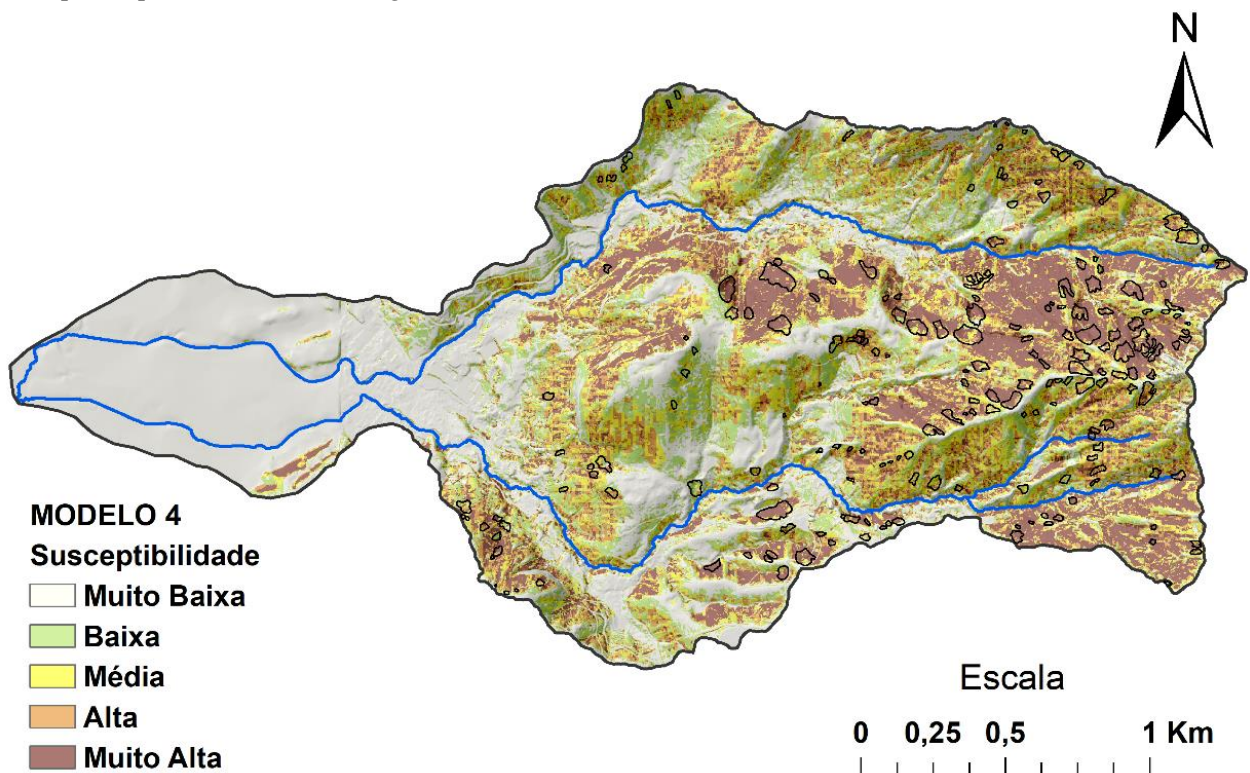 N
MODELO 4
Susceptibilidade
Muito Baixa
Baixa
Média
Alta
Muito Alta
Escala
0 0,25 0,5 1 Km